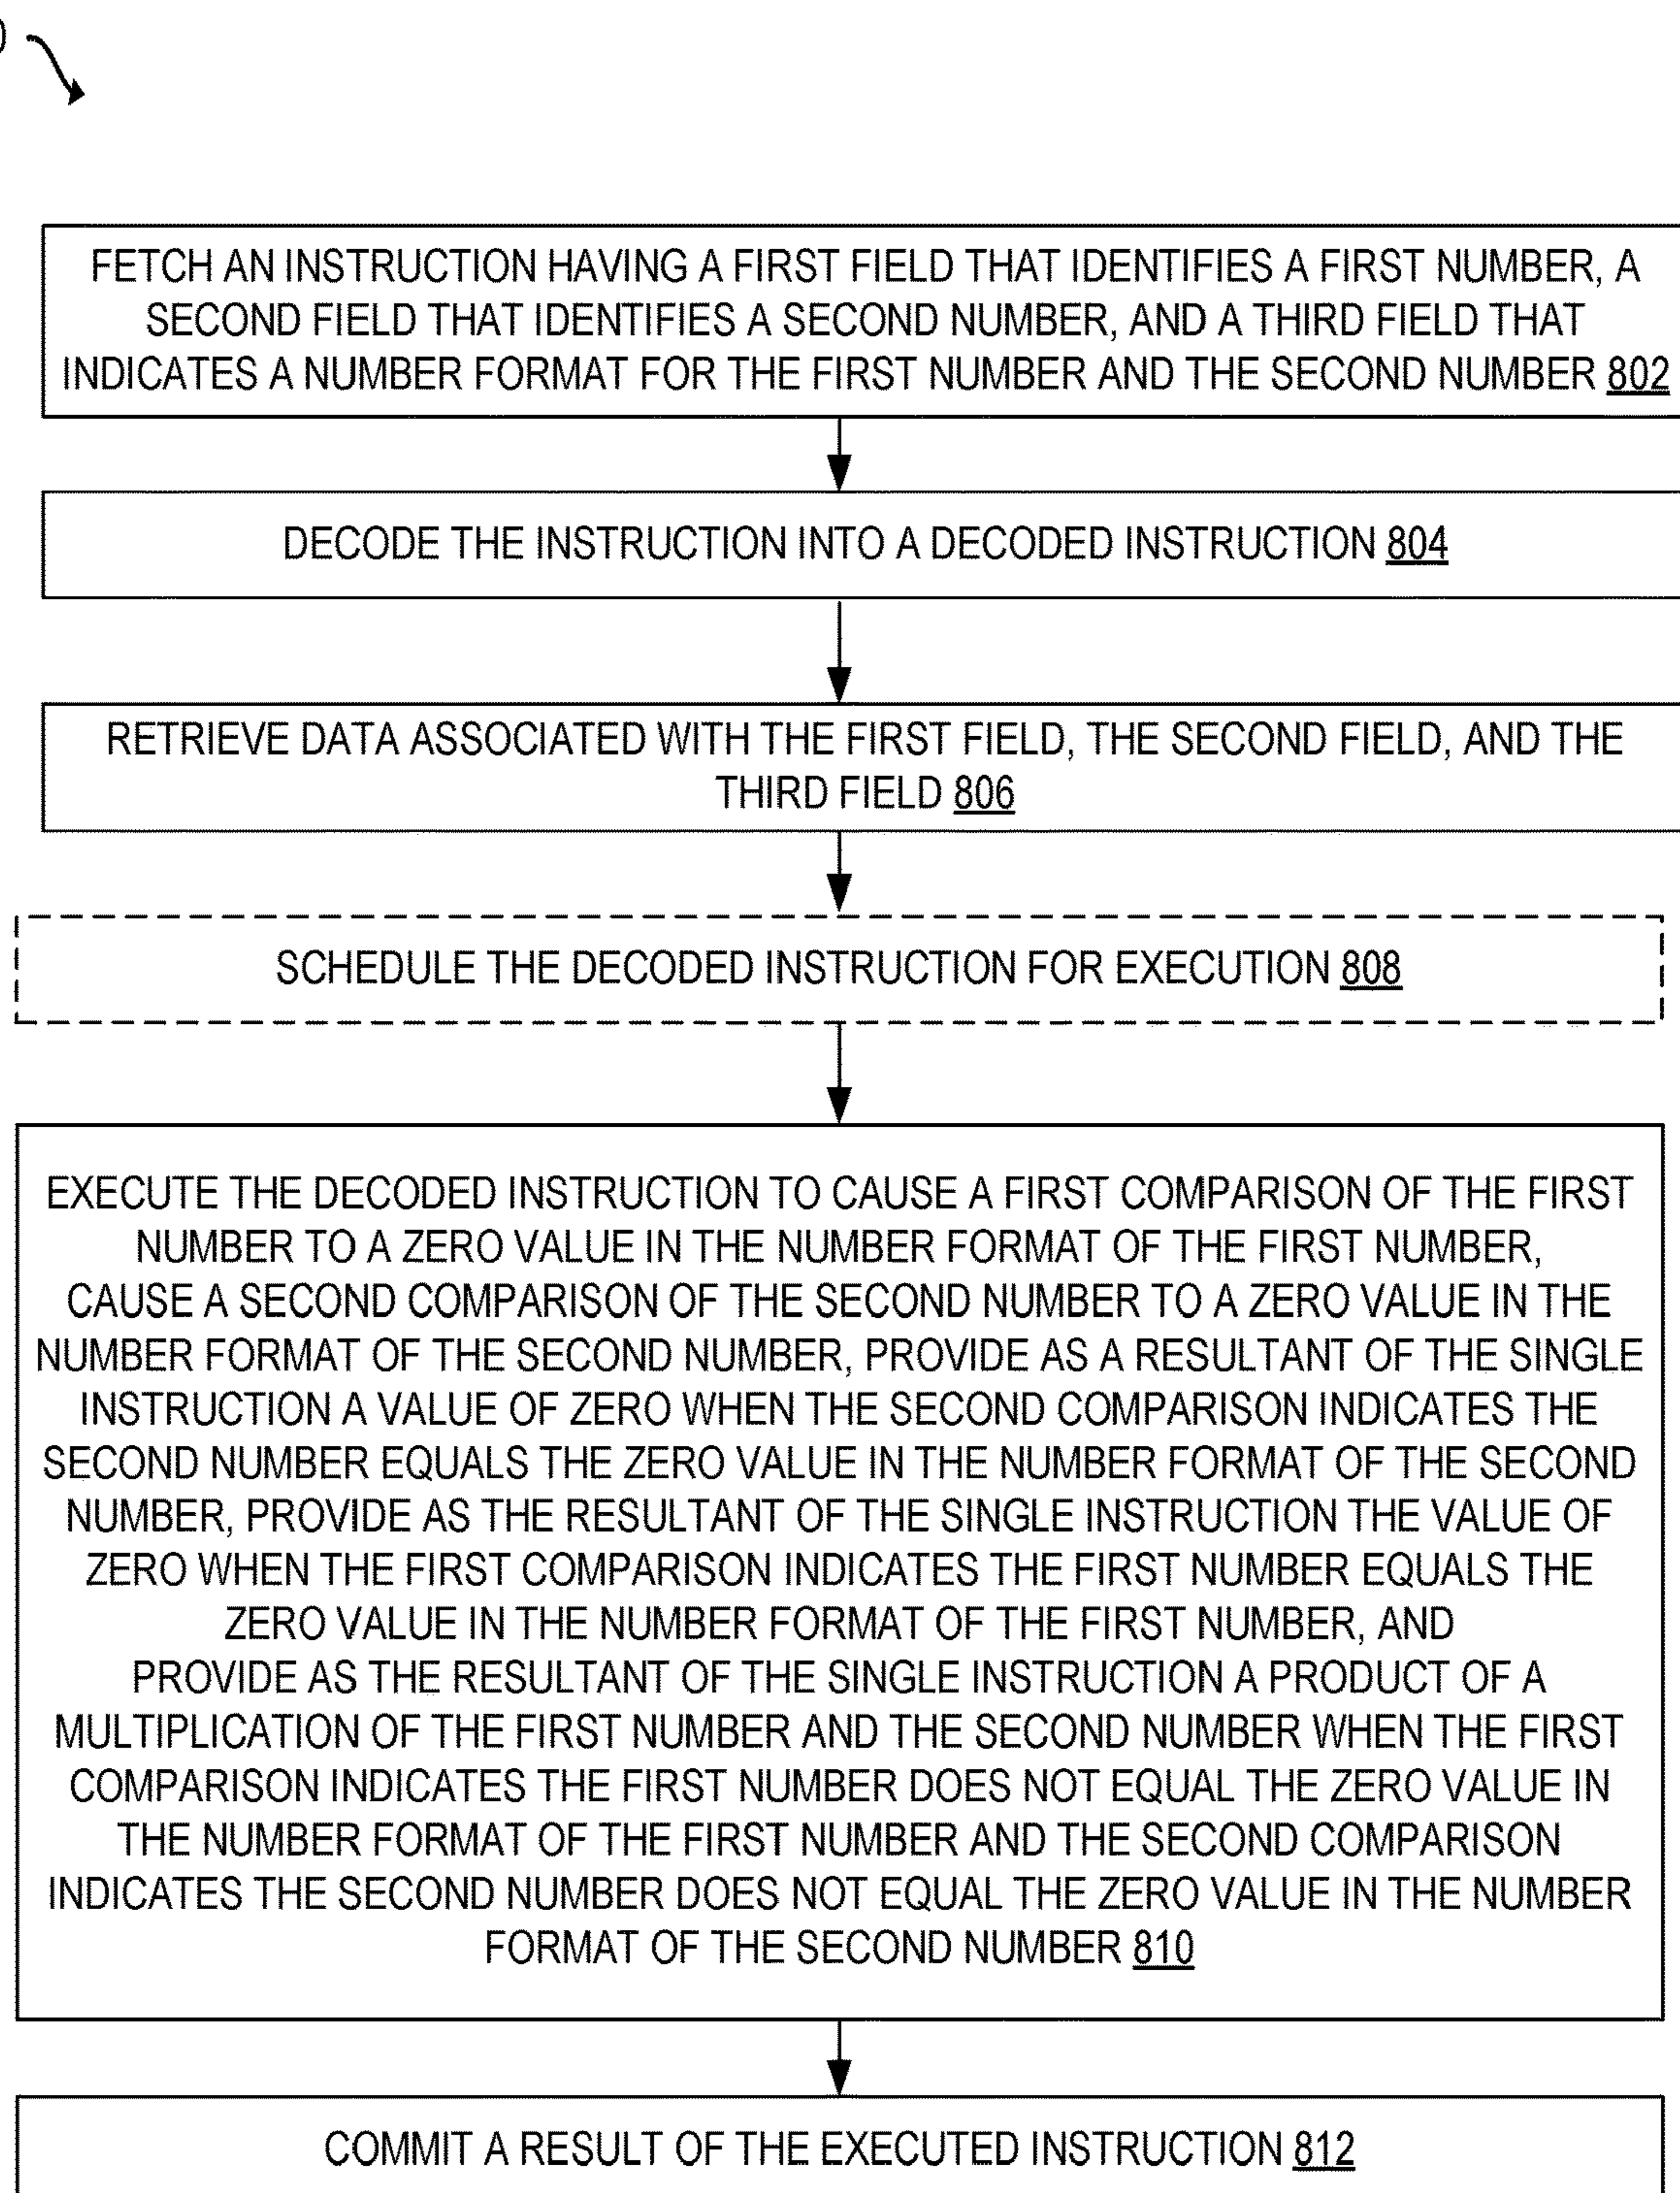 FETCH AN INSTRUCTION HAVING A FIRST FIELD THAT IDENTIFIES A FIRST NUMBER, A
SECOND FIELD THAT IDENTIFIES A SECOND NUMBER, AND A THIRD FIELD THAT
INDICATES A NUMBER FORMAT FOR THE FIRST NUMBER AND THE SECOND NUMBER 802
DECODE THE INSTRUCTION INTO A DECODED INSTRUCTION 804
RETRIEVE DATA ASSOCIATED WITH THE FIRST FIELD, THE SECOND FIELD, AND THE
THIRD FIELD 806
SCHEDULE THE DECODED INSTRUCTION FOR EXECUTION 808
EXECUTE THE DECODED INSTRUCTION TO CAUSE A FIRST COMPARISON OF THE FIRST
NUMBER TO A ZERO VALUE IN THE NUMBER FORMAT OF THE FIRST NUMBER,
CAUSE A SECOND COMPARISON OF THE SECOND NUMBER TO A ZERO VALUE IN THE
NUMBER FORMAT OF THE SECOND NUMBER, PROVIDE AS A RESULTANT OF THE SINGLE
INSTRUCTION A VALUE OF ZERO WHEN THE SECOND COMPARISON INDICATES THE
SECOND NUMBER EQUALS THE ZERO VALUE IN THE NUMBER FORMAT OF THE SECOND
NUMBER, PROVIDE AS THE RESULTANT OF THE SINGLE INSTRUCTION THE VALUE OF
ZERO WHEN THE FIRST COMPARISON INDICATES THE FIRST NUMBER EQUALS THE
ZERO VALUE IN THE NUMBER FORMAT OF THE FIRST NUMBER, AND
PROVIDE AS THE RESULTANT OF THE SINGLE INSTRUCTION A PRODUCT OF A
MULTIPLICATION OF THE FIRST NUMBER AND THE SECOND NUMBER WHEN THE FIRST
COMPARISON INDICATES THE FIRST NUMBER DOES NOT EQUAL THE ZERO VALUE IN
THE NUMBER FORMAT OF THE FIRST NUMBER AND THE SECOND COMPARISON
INDICATES THE SECOND NUMBER DOES NOT EQUAL THE ZERO VALUE IN THE NUMBER
FORMAT OF THE SECOND NUMBER 810
COMMIT A RESULT OF THE EXECUTED INSTRUCTION 812